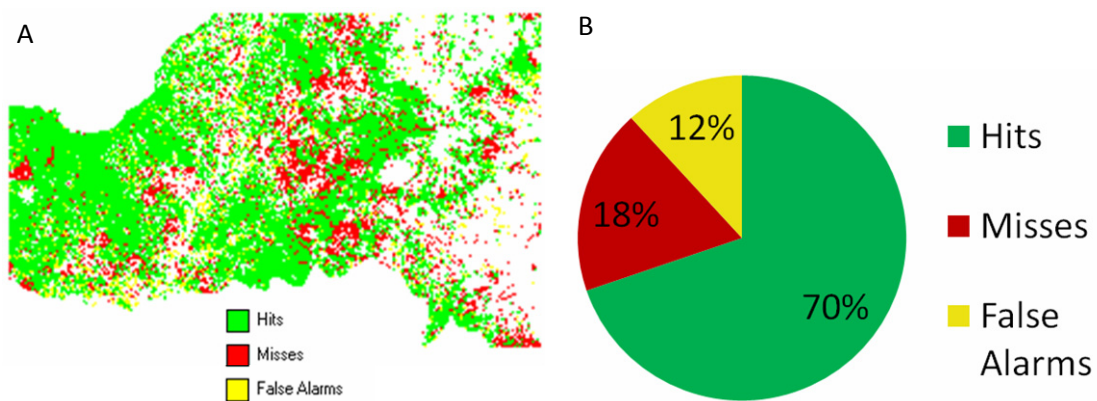 A
Hits
Misses
False Alarms
B
12%
18%
70%
Hits
Misses
False
Alarms